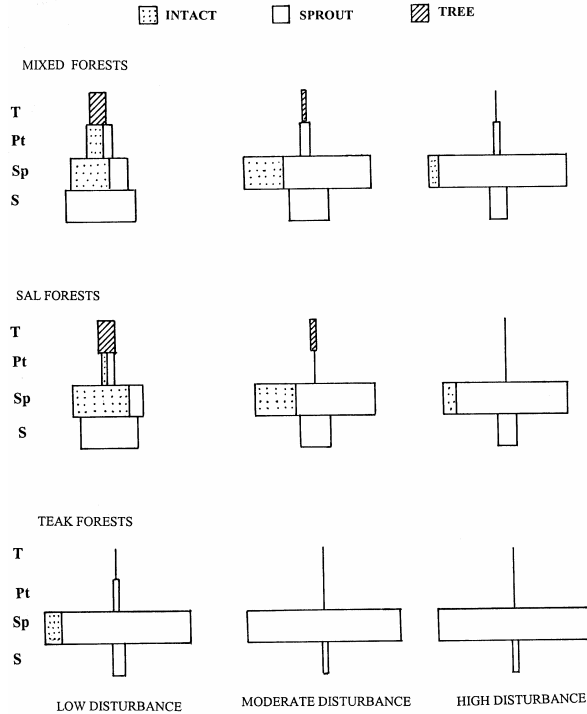 INTACT SPROUT TREE
MIXED FORESTS
T
Pt
Sp
S
SAL FORESTS
T
Pt
Sp
S
TEAK FORESTS
T
Pt
Sp
S
LOW DISTURBANCE MODERATE DISTURBANCE HIGH DISTURBANCE